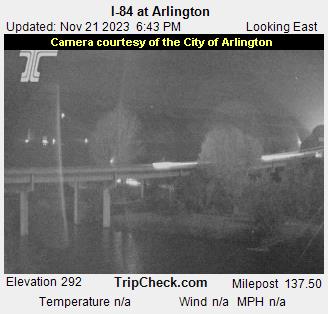 I-84 at Arlington
Updated: Nov 21 2023 6:43 PM Looking East
Camera courtesy of the City of Arlington
Elevation 292 TripCheck.com Milepost 137.50
Temperature n/a Wind n/a MPH n/a